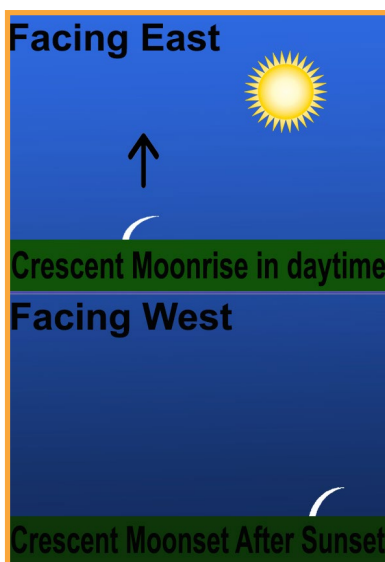 Facing East
Crescent Moonrise in daytime
Facing West
Crescent Moonset After Sunset